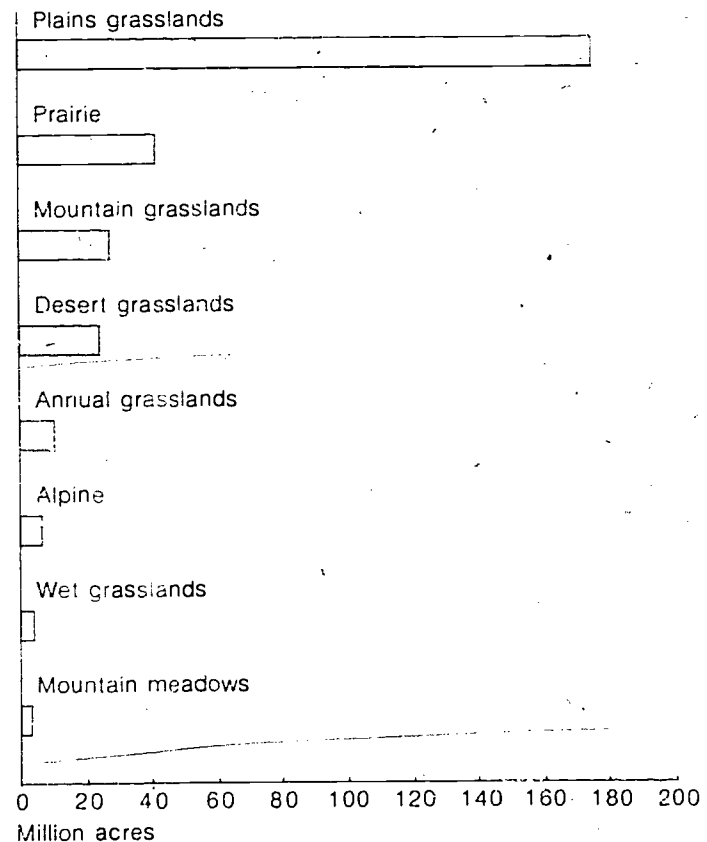 Plains grasslands
Prairie
Mountain grasslands
Desert grasslands
Annual grasslands
Alpine
Wet grasslands
Mountain meadows
0 20 40 60 80 100 120 140 160 180 200
Million acres